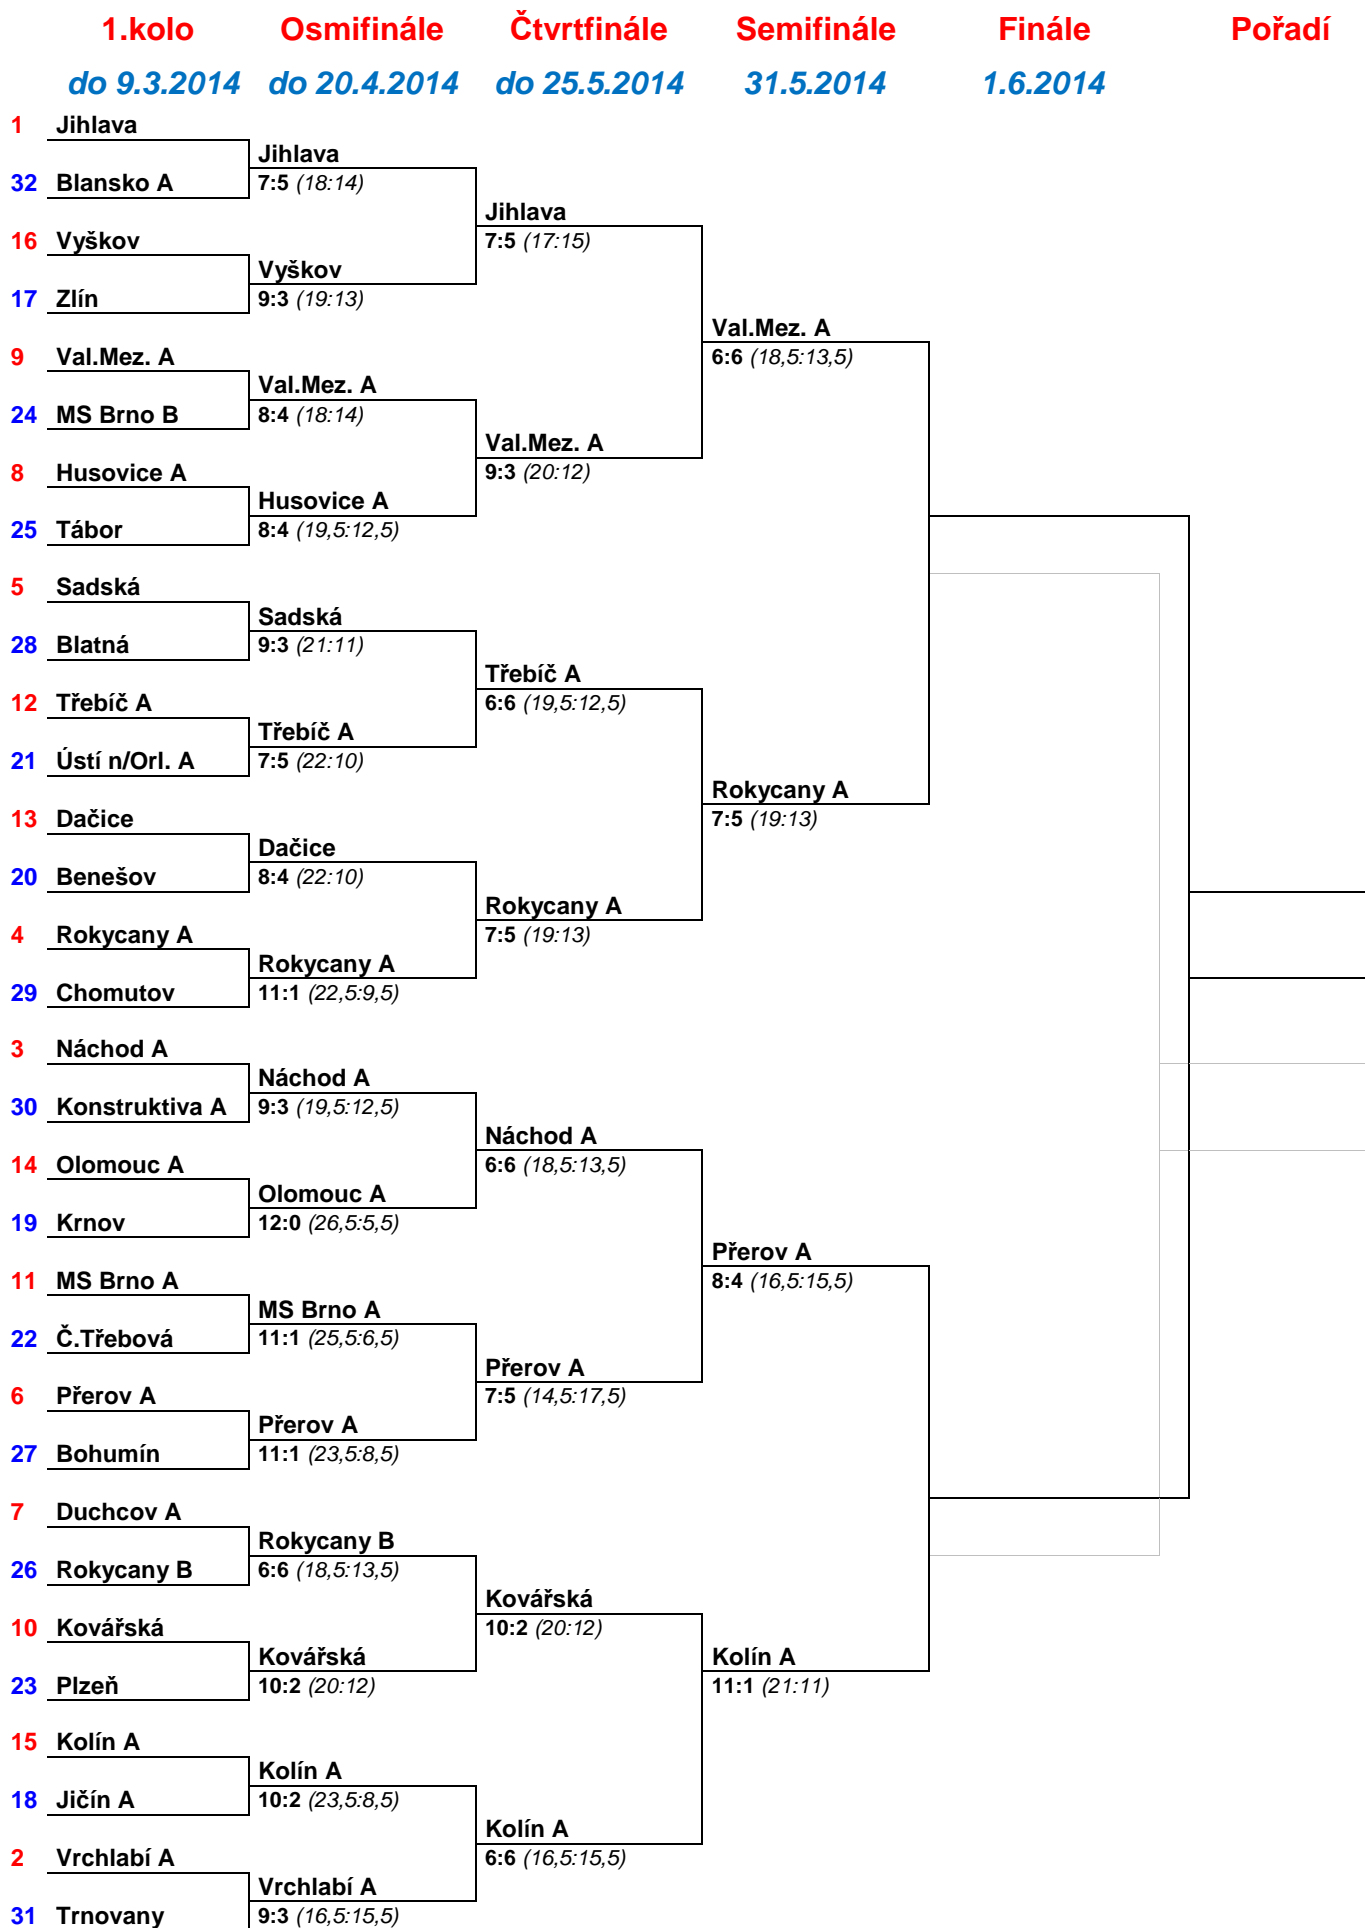 1.kolo Osmifinále Čtvrtfinále Semifinále Finále Pořadí
do 9.3.2014 do 20.4.2014 do 25.5.2014 31.5.2014 1.6.2014
1 Jihlava
Jihlava
32 Blansko A 7:5 (18:14)
Jihlava
16 Vyškov 7:5 (17:15)
Vyškov
17 Zlín 9:3 (19:13)
Val.Mez. A
9 Val.Mez. A 6:6 (18,5:13,5)
Val.Mez. A
24 MS Brno B 8:4 (18:14)
Val.Mez. A
8 Husovice A 9:3 (20:12)
Husovice A
25 Tábor 8:4 (19,5:12,5)
5 Sadská
Sadská
28 Blatná 9:3 (21:11)
Třebíč A
12 Třebíč A 6:6 (19,5:12,5)
Třebíč A
21 Ústí n/Orl. A 7:5 (22:10)
Rokycany A
13 Dačice 7:5 (19:13)
Dačice
20 Benešov 8:4 (22:10)
Rokycany A
4 Rokycany A 7:5 (19:13)
Rokycany A
29 Chomutov 11:1 (22,5:9,5)
3 Náchod A
Náchod A
30 Konstruktiva A 9:3 (19,5:12,5)
Náchod A
14 Olomouc A 6:6 (18,5:13,5)
Olomouc A
19 Krnov 12:0 (26,5:5,5)
Přerov A
11 MS Brno A 8:4 (16,5:15,5)
MS Brno A
22 Č.Třebová 11:1 (25,5:6,5)
Přerov A
6 Přerov A 7:5 (14,5:17,5)
Přerov A
27 Bohumín 11:1 (23,5:8,5)
7 Duchcov A
Rokycany B
26 Rokycany B 6:6 (18,5:13,5)
Kovářská
10 Kovářská 10:2 (20:12)
Kovářská Kolín A
23 Plzeň 10:2 (20:12) 11:1 (21:11)
15 Kolín A
Kolín A
18 Jičín A 10:2 (23,5:8,5)
Kolín A
2 Vrchlabí A 6:6 (16,5:15,5)
Vrchlabí A
31 Trnovany 9:3 (16,5:15,5)